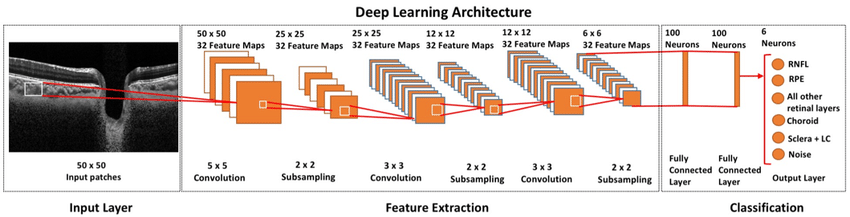 Deep Learning Architecture
50 x 50
32 Feature Maps
25 x 25
32 Feature Maps
25 x 25
32 Feature Maps
12 x 12
32 Feature Maps
12 x 12
32 Feature Maps
6 x 6
32 Feature Maps
100
Neurons
100
Neurons
6
Neurons
RNFL
RPE
All other
retinal layers
Choroid
Sclera + LC
Noise
50 x 50
Input patches
5 x 5
Convolution
2 x 2
Subsampling
3 x 3
Convolution
2 x 2
Subsampling
3 x 3
Convolution
2 x 2
Subsampling
Fully
Connected
Layer
Fully
Connected
Layer
Output Layer
Input Layer
Feature Extraction
Classification